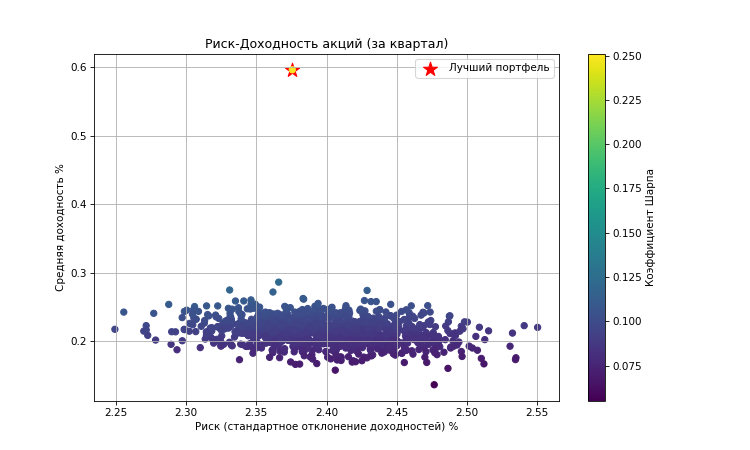 Риск-Доходность акций (за квартал)
Лучший портфель
Средняя доходность %
0.6
0.5
0.4
0.3
0.2
2.25 2.30 2.35 2.40 2.45 2.50 2.55
Риск (стандартное отклонение доходностей) %
0.250
0.225
0.200
0.175
0.150
0.125
0.100
0.075
Коэффициент Шарпа